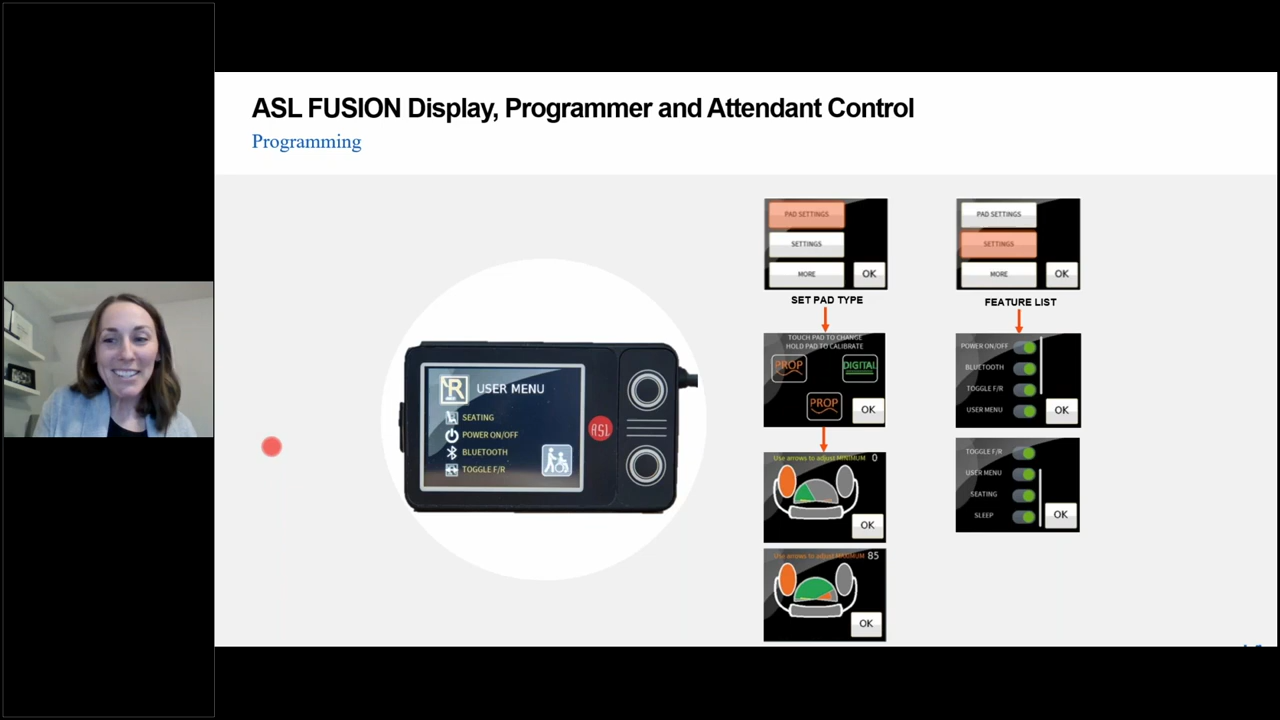 ASL FUSION Display, Programmer and Attendant Control
Programming
USER MENU
SEATING
POWER ON/OFF
BLUETOOTH
TOGGLE F/R
ASL
PAD SETTINGS
SETTINGS
MORE
OK
SET PAD TYPE
TOUCH PAD TO CHANGE
HOLD PAD TO CALIBRATE
PROP
DIGITAL
PROP
OK
Use arrows to adjust MINIMUM 0
OK
Use arrows to adjust MINIMUM 85
OK
PAD SETTINGS
SETTINGS
MORE
OK
FEATURE LIST
POWER ON/OFF
BLUETOOTH
TOGGLE F/R
USER MENU
OK
TOGGLE F/R
USER MENU
SEATING
SLEEP
OK